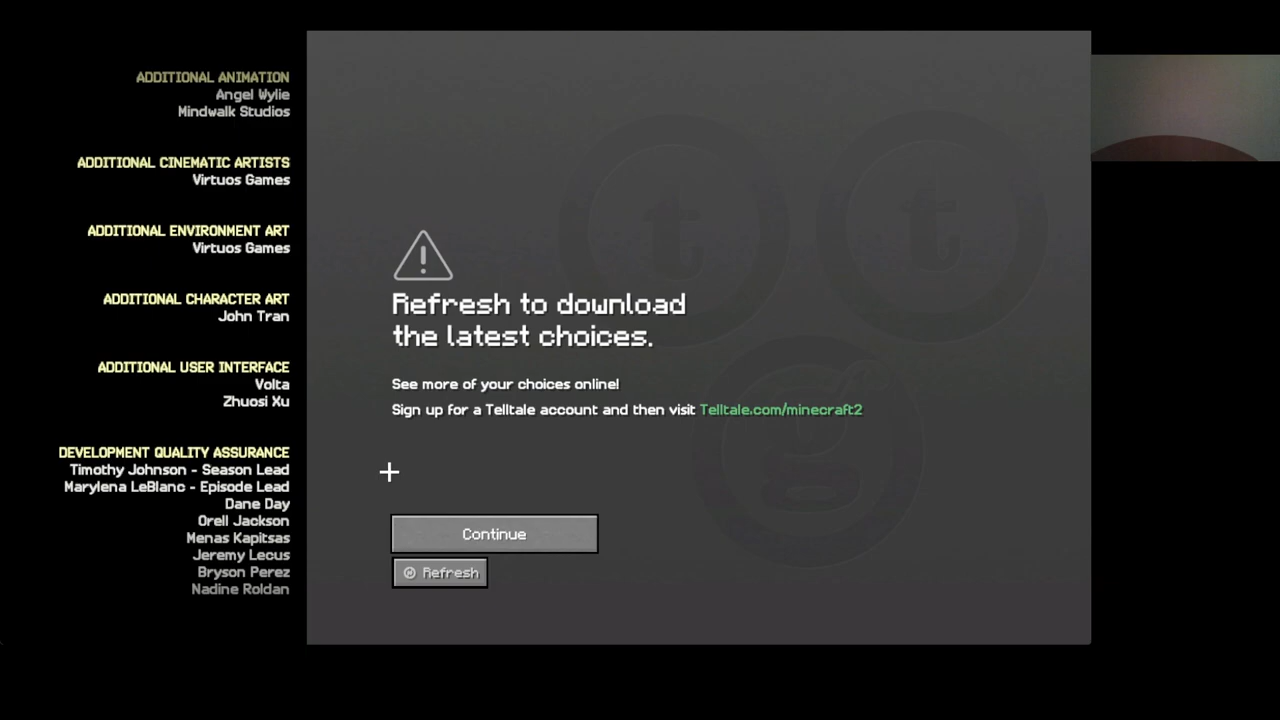 ADDITIONAL ANIMATION
Angel Wylie
Mindwalk Studios
ADDITIONAL CINEMATIC ARTISTS
Virtuos Games
ADDITIONAL ENVIRONMENT ART
Virtuos Games
ADDITIONAL CHARACTER ART
John Tran
ADDITIONAL USER INTERFACE
Volta
Zhuosi Xu
DEVELOPMENT QUALITY ASSURANCE
Timothy Johnson - Season Lead
Marylena LeBlanc - Episode Lead
Dane Day
Orell Jackson
Menas Kapitsas
Jeremy Lecus
Bryson Perez
Nadine Roldan
t t
g
Refresh to download
the latest choices.
See more of your choices online!
Sign up for a Telltale account and then visit Telltale.com/minecraft2
Continue
Refresh